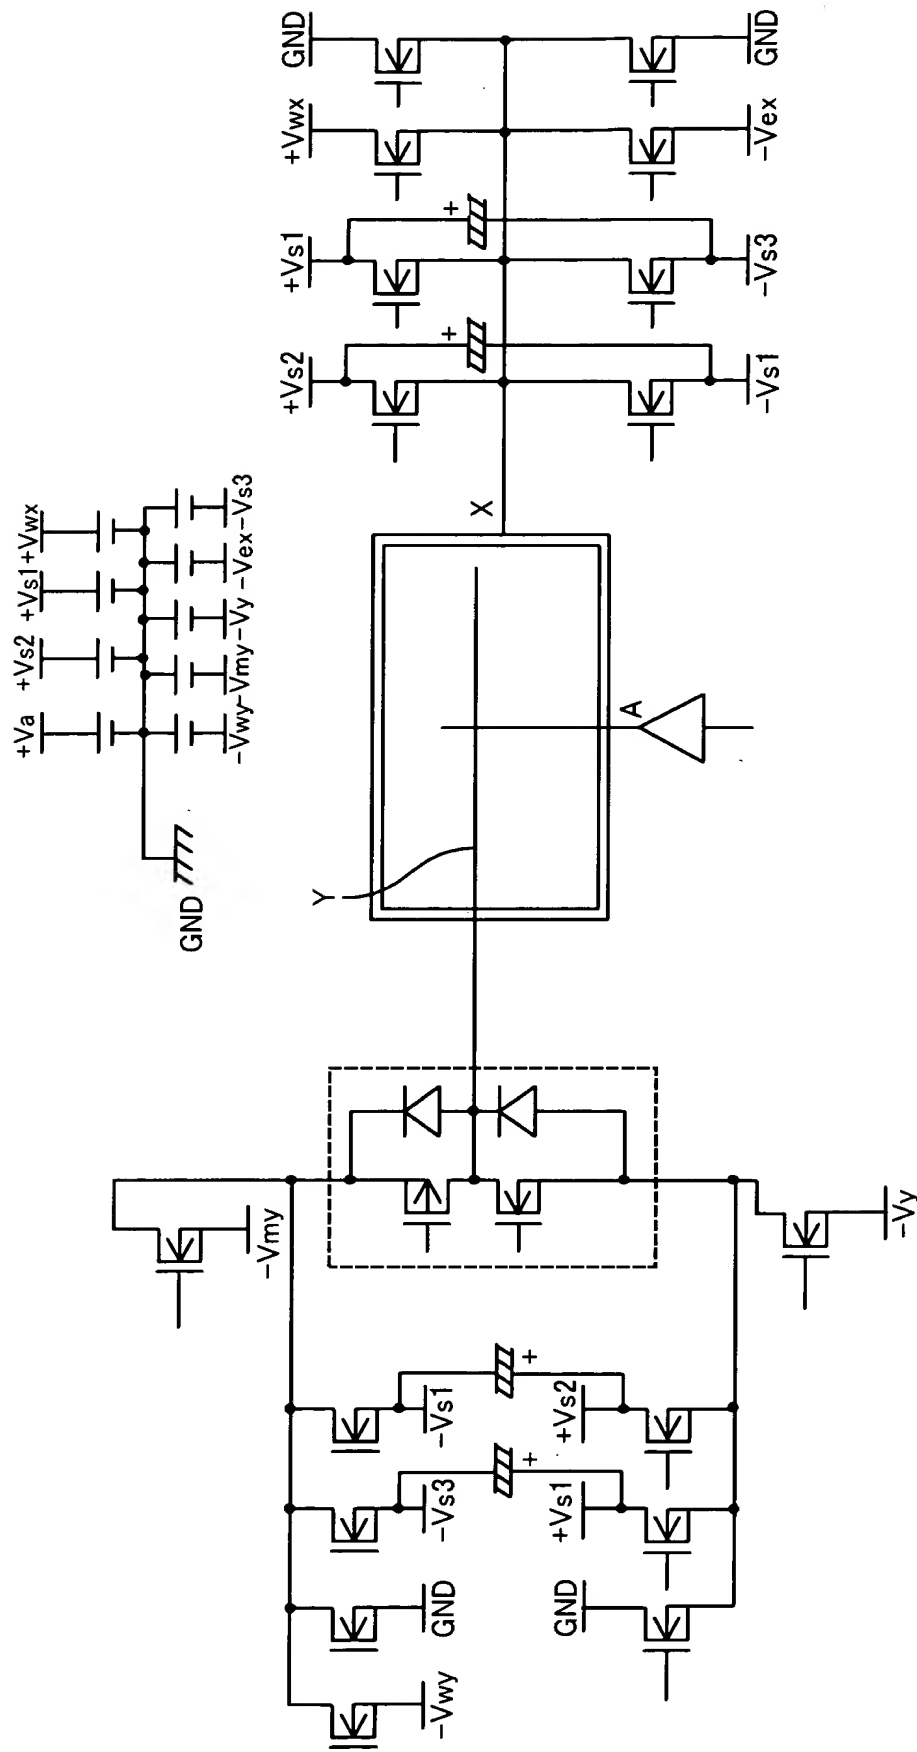 GND
+Vwx
+Vs1
+Vs2
+
+
GND
-Vex
-Vs3
-Vs1
X
+Va
+Vs2
+Vs1
+Vwx
GND
-Vwy
-Vmy
-Vy
-Vex
-Vs3
Y
A
-Vmy
-Vy
-Vs1
+
+Vs2
-Vs3
+
+Vs1
GND
GND
-Vwy